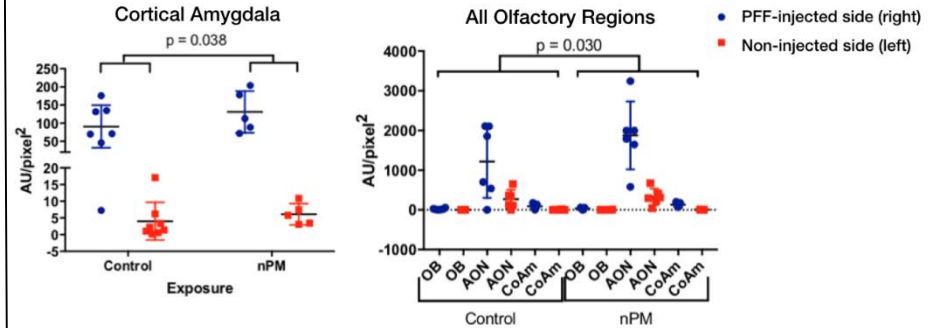 Cortical Amygdala
p = 0.038
AU/pixel²
250
200
150
100
50
20
15
10
5
0
-5
Control
nPM
Exposure
All Olfactory Regions
p = 0.030
AU/pixel²
4000
3000
2000
1000
0
-1000
OB
OB
AON
AON
CoAm
CoAm
OB
OB
AON
AON
CoAm
CoAm
Control
nPM
PFF-injected side (right)
Non-injected side (left)